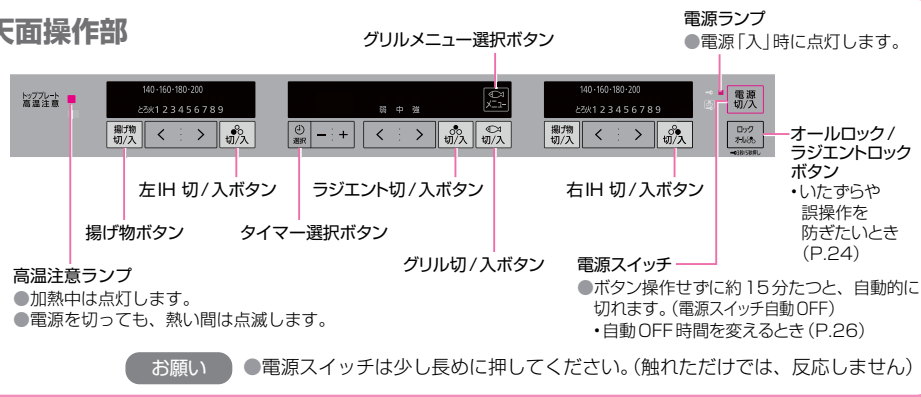 天面操作部
グリルメニュー選択ボタン
電源ランプ
●電源「入」時に点灯します。
トッププレート
高温注意
140・160・180・200
とろ火 1 2 3 4 5 6 7 8 9
揚げ物
切/入
< : >
切/入
弱 中 強
メニュー
選択
- : +
< : >
切/入
切/入
140・160・180・200
とろ火 1 2 3 4 5 6 7 8 9
揚げ物
切/入
< : >
切/入
電源
切/入
ロック
オールロック/
ラジエントロック
ボタン
・いたずらや
誤操作を
防ぎたいとき
(P.24)
左IH 切/入ボタン
ラジエント切/入ボタン
右IH 切/入ボタン
揚げ物ボタン
タイマー選択ボタン
グリル切/入ボタン
電源スイッチ
●ボタン操作せずに約15分たつと、自動的に
切れます。(電源スイッチ自動OFF)
・自動OFF時間を変えるとき(P.26)
高温注意ランプ
●加熱中は点灯します。
●電源を切っても、熱い間は点滅します。
お願い ●電源スイッチは少し長めに押してください。(触れただけでは、反応しません)